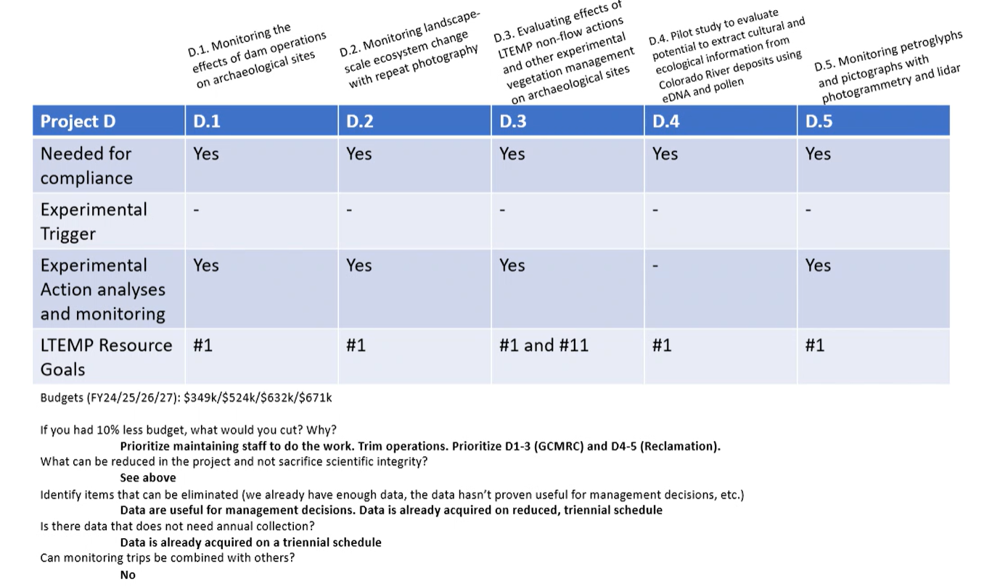 D.1. Monitoring the
effects of dam operations
on archaeological sites
D.2. Monitoring landscape-
scale ecosystem change
with repeat photography
D.3. Evaluating effects of
LTEMP non-flow actions
and other experimental
vegetation management
on archaeological sites
D.4. Pilot study to evaluate
potential to extract cultural and
ecological information from
Colorado River deposits using
eDNA and pollen
D.5. Monitoring petroglyphs
and pictographs with
photogrammetry and lidar
Project D D.1 D.2 D.3 D.4 D.5
Needed for Yes Yes Yes Yes Yes
compliance
Experimental - - - - -
Trigger
Experimental Yes Yes Yes - Yes
Action analyses
and monitoring
LTEMP Resource #1 #1 #1 and #11 #1 #1
Goals
Budgets (FY24/25/26/27): $349k/$524k/$632k/$671k
If you had 10% less budget, what would you cut? Why?
Prioritize maintaining staff to do the work. Trim operations. Prioritize D1-3 (GCMRC) and D4-5 (Reclamation).
What can be reduced in the project and not sacrifice scientific integrity?
See above
Identify items that can be eliminated (we already have enough data, the data hasn't proven useful for management decisions, etc.)
Data are useful for management decisions. Data is already acquired on reduced, triennial schedule
Is there data that does not need annual collection?
Data is already acquired on a triennial schedule
Can monitoring trips be combined with others?
No